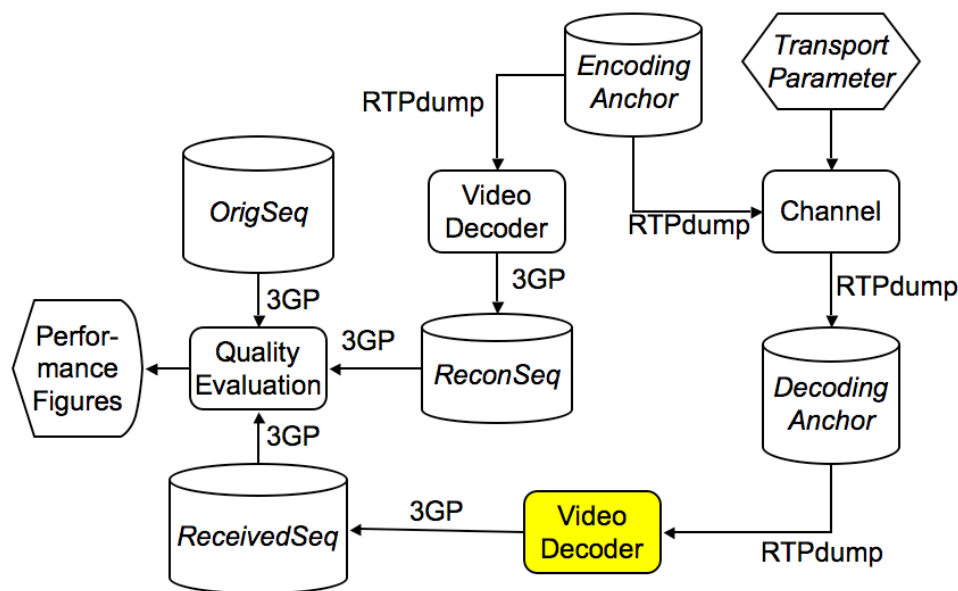 Encoding
Anchor
Transport
Parameter
RTPdump
OrigSeq
Video
Decoder
RTPdump
Channel
3GP
3GP
RTPdump
Perfor-
mance
Figures
Quality
Evaluation
3GP
ReconSeq
Decoding
Anchor
3GP
ReceivedSeq
3GP
Video
Decoder
RTPdump